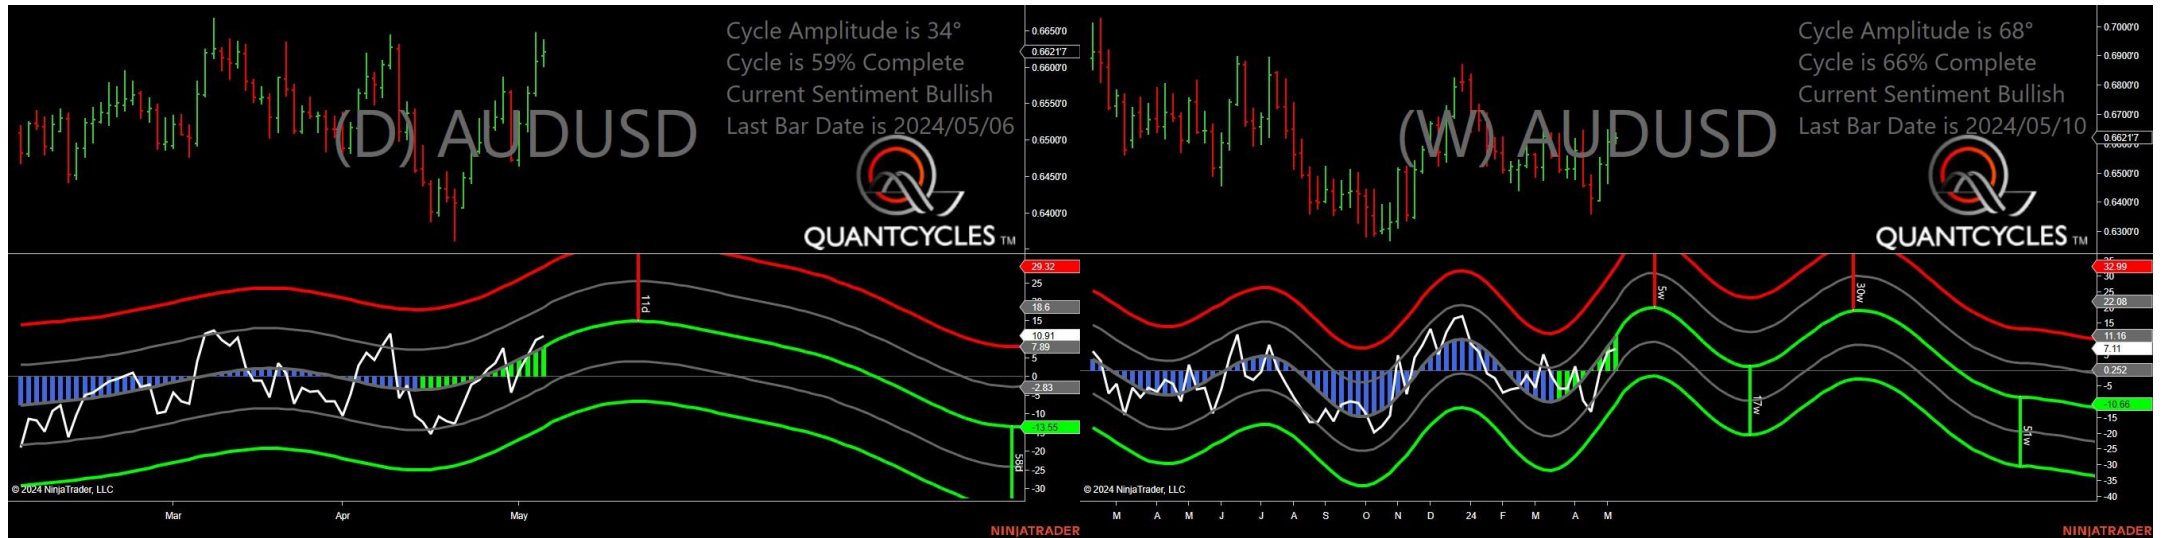 Cycle Amplitude is 34°
Cycle is 59% Complete
Current Sentiment Bullish
Last Bar Date is 2024/05/06
(D) AUDUSD
QUANTCYCLES TM
0.6650'0
0.6621'7
0.6600'0
0.6550'0
0.6500'0
0.6450'0
0.6400'0
29.32
25
18.6
15
10.91
7.89
5
0
-2.83
-5
-10
-13.55
-20
-25
-30
11d
58d
© 2024 NinjaTrader, LLC
Mar Apr May
NINJATRADER
Cycle Amplitude is 68°
Cycle is 66% Complete
Current Sentiment Bullish
Last Bar Date is 2024/05/10
(W) AUDUSD
QUANTCYCLES TM
0.7000'0
0.6900'0
0.6800'0
0.6700'0
0.6621'7
0.6500'0
0.6400'0
0.6300'0
32.99
30
25
22.08
15
11.16
7.11
0.252
-5
-10.66
-15
-20
-25
-30
-35
-40
5w
30w
17w
51w
© 2024 NinjaTrader, LLC
M A M J J A S O N D 24 F M A M
NINJATRADER